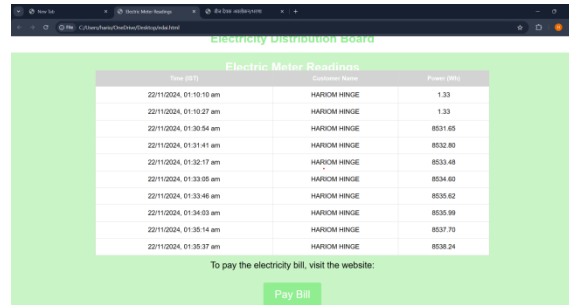 New Tab
Electric Meter Readings
File C:/Users/hario/OneDrive/Desktop/edai.html
Electricity Distribution Board
Electric Meter Readings
Time (IST) Customer Name Power (Wh)
22/11/2024, 01:10:10 am HARIOM HINGE 1.33
22/11/2024, 01:10:27 am HARIOM HINGE 1.33
22/11/2024, 01:30:54 am HARIOM HINGE 8531.65
22/11/2024, 01:31:41 am HARIOM HINGE 8532.80
22/11/2024, 01:32:17 am HARIOM HINGE 8533.48
22/11/2024, 01:33:05 am HARIOM HINGE 8534.60
22/11/2024, 01:33:46 am HARIOM HINGE 8535.62
22/11/2024, 01:34:03 am HARIOM HINGE 8535.99
22/11/2024, 01:35:14 am HARIOM HINGE 8537.70
22/11/2024, 01:35:37 am HARIOM HINGE 8538.24
To pay the electricity bill, visit the website:
Pay Bill